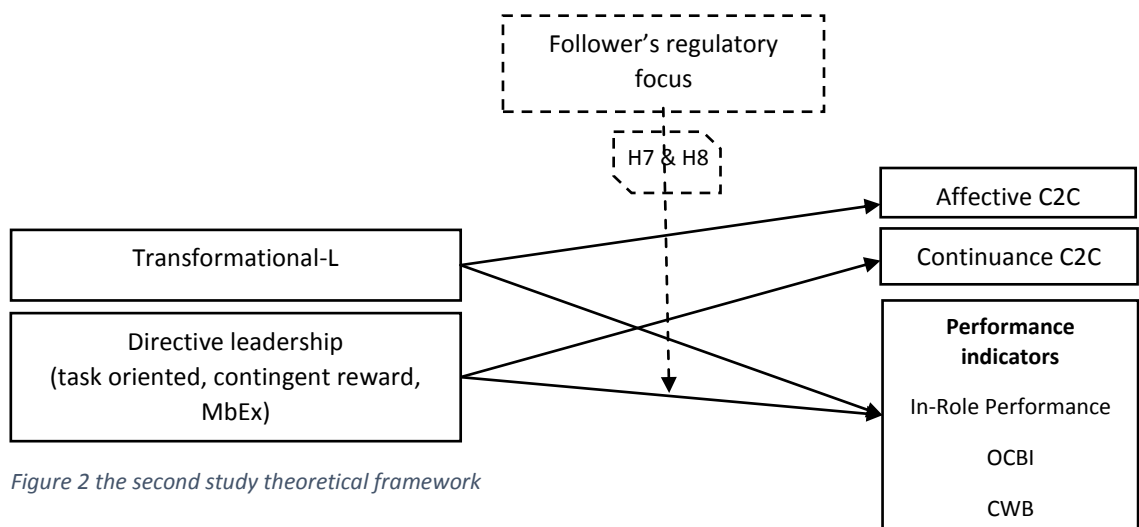 Follower's regulatory
focus
H7 & H8
Affective C2C
Transformational-L
Continuance C2C
Directive leadership
(task oriented, contingent reward,
MbEx)
Performance
indicators
In-Role Performance
OCBI
CWB
Figure 2 the second study theoretical framework